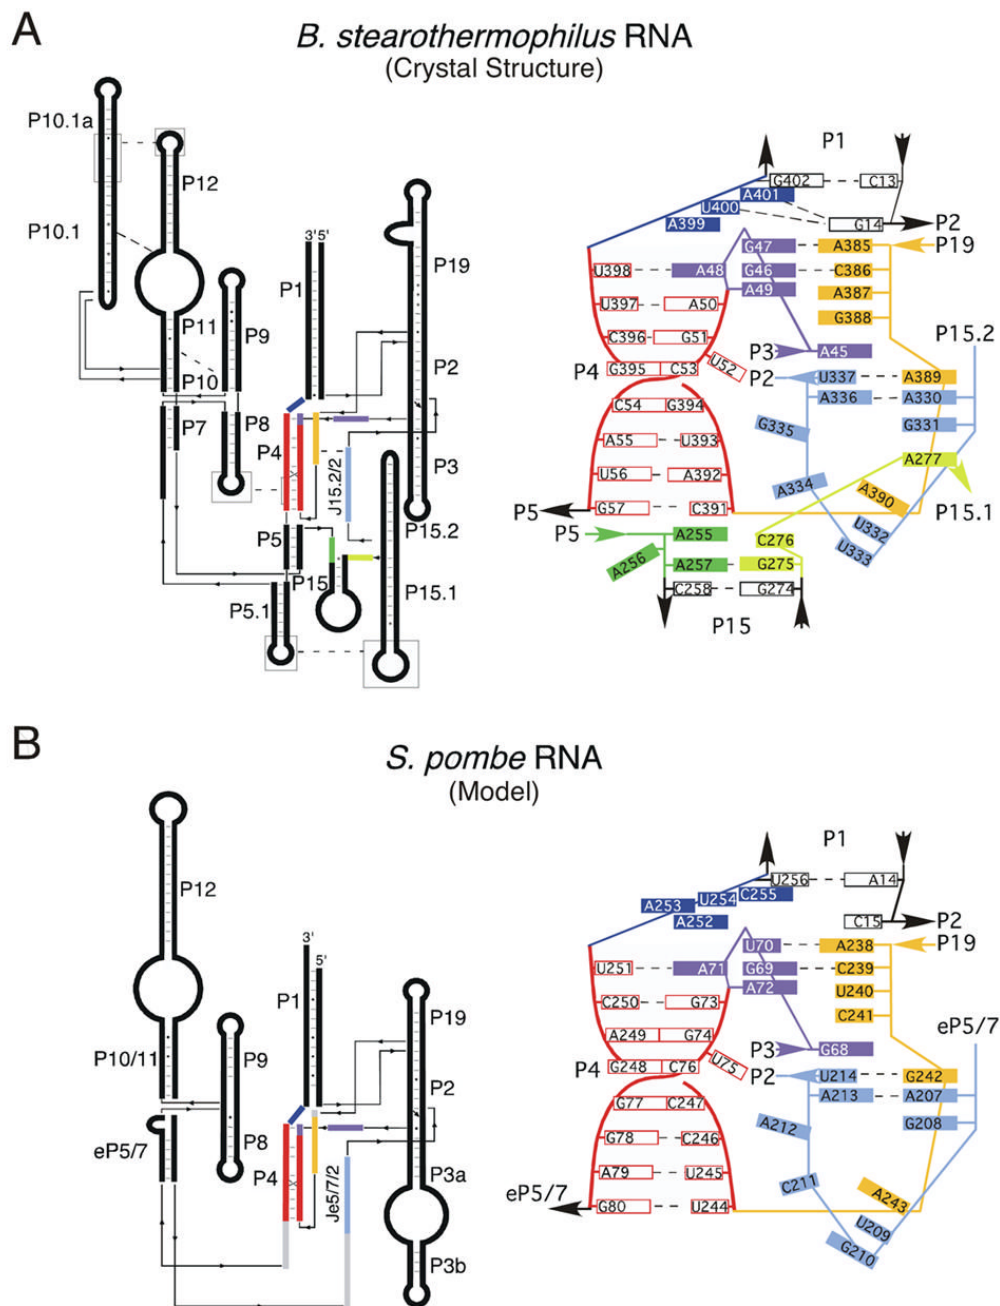 A
B. stearothermophilus RNA
(Crystal Structure)
P10.1a
P12
P10.1
P11
P10
P9
P7
P8
3'5'
P1
P19
P2
P4
J15.2/2
P3
P5
P15
P15.2
P5.1
P15.1
P1
G402
C13
A401
U400
A399
G14
P2
G47
A385
P19
U398
A48
G46
C386
A49
A387
U397
A50
G388
C396
G51
P3
A45
P15.2
P4
G395
C53
U52
P2
U337
A389
C54
G394
A336
A330
G335
G331
A55
U393
A277
U56
A392
A334
A390
P15.1
G57
C391
P5
U332
U333
P5
A255
C276
A256
A257
G275
C258
G274
P15
B
S. pombe RNA
(Model)
P12
P10/11
P9
eP5/7
P8
3'
5'
P1
P19
P2
P4
Je5/7/2
P3a
P3b
P1
U256
A14
C255
U254
A253
A252
C15
P2
U70
A238
P19
U251
A71
G69
C239
A72
U240
C250
G73
C241
A249
G74
eP5/7
P3
G68
P4
G248
C76
U75
P2
U214
G242
G77
C247
A213
A207
A212
G208
G78
C246
A79
U245
C211
A243
eP5/7
G80
U244
U209
G210